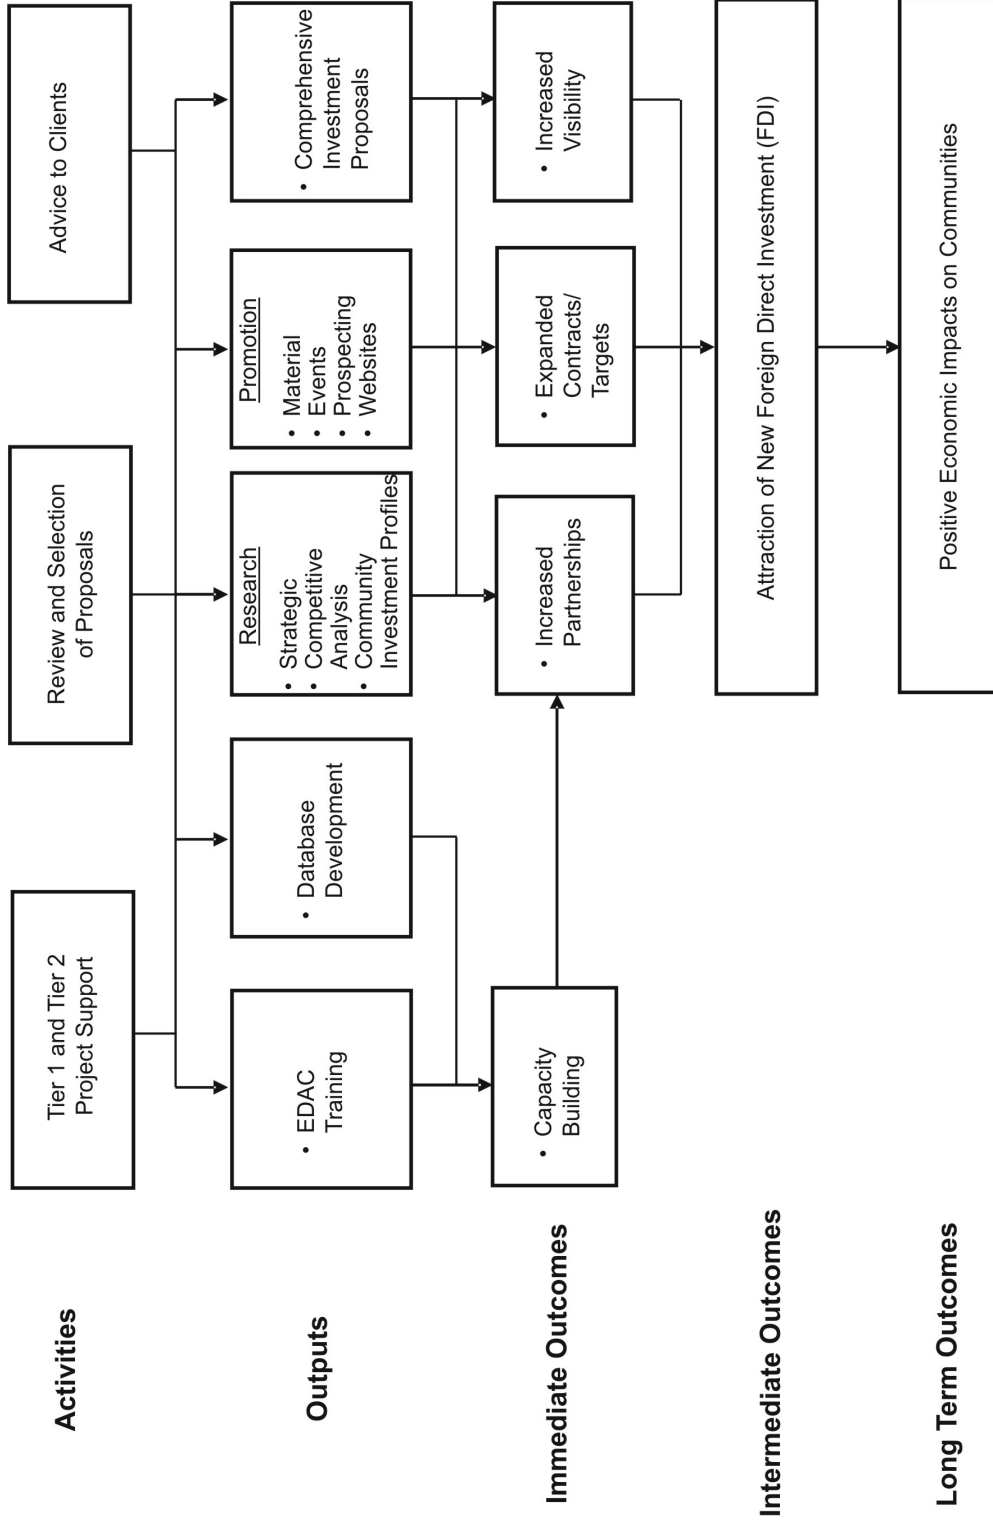 Activities
Tier 1 and Tier 2
Project Support
Review and Selection
of Proposals
Advice to Clients
Outputs
• EDAC
Training
• Database
Development
Research
• Strategic
• Competitive
Analysis
• Community
Investment Profiles
Promotion
• Material
• Events
• Prospecting
• Websites
• Comprehensive
Investment
Proposals
Immediate Outcomes
• Capacity
Building
• Increased
Partnerships
• Expanded
Contracts/
Targets
• Increased
Visibility
Intermediate Outcomes
Attraction of New Foreign Direct Investment (FDI)
Long Term Outcomes
Positive Economic Impacts on Communities